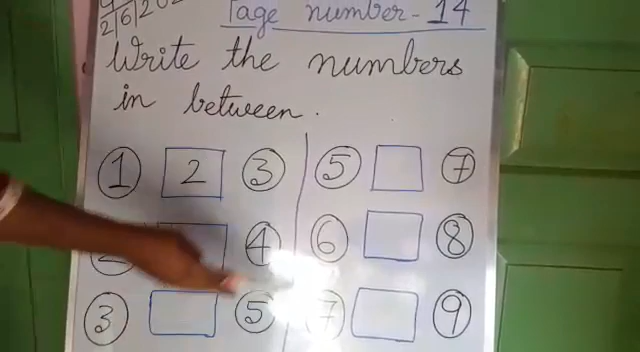 2/6/202
Page number - 14
Write the numbers
in between.
1 2 3 5 7
4 6 8
3 5 7 9